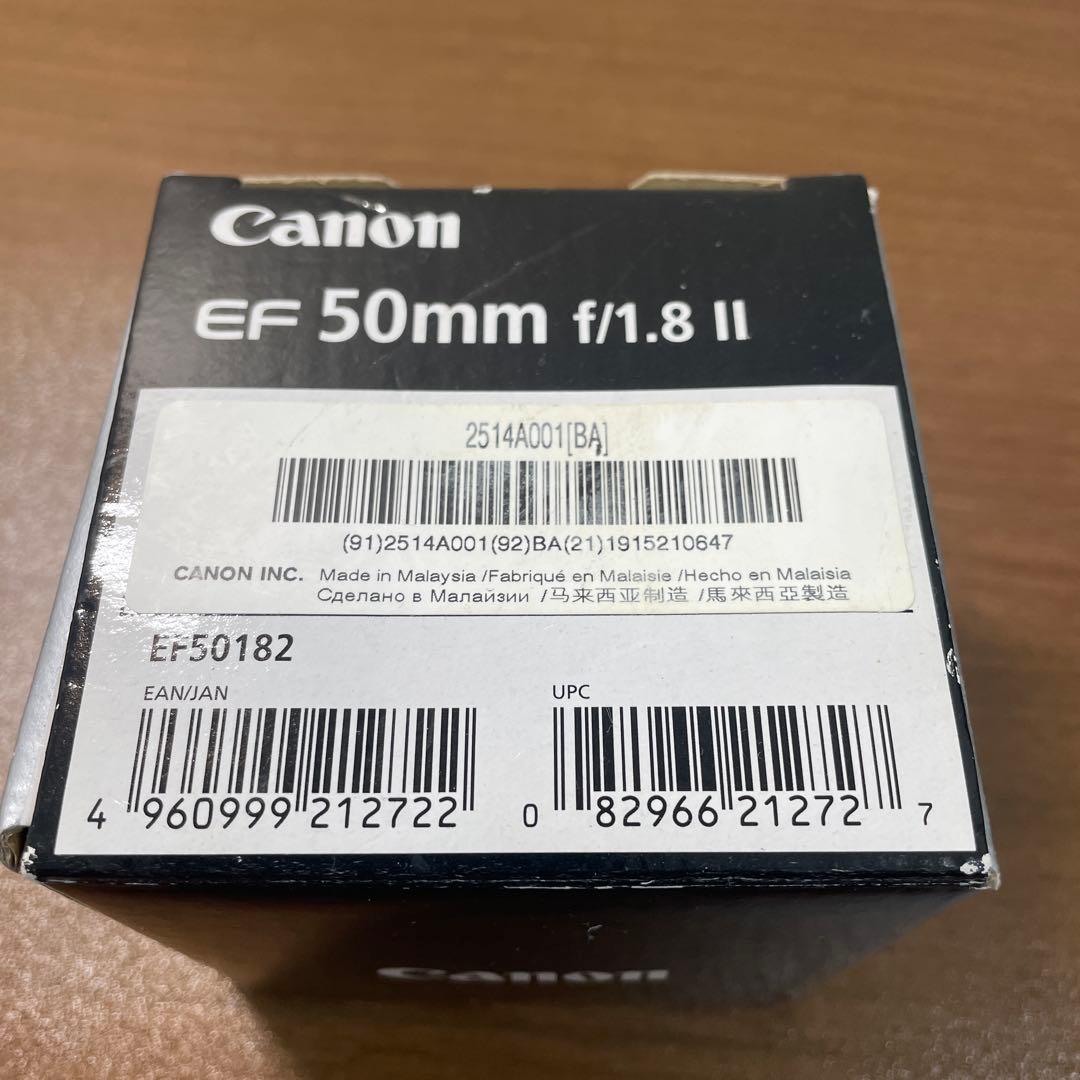 Canon
EF 50mm f/1.8 II
2514A001[BA]
(91)2514A001(92)BA(21)1915210647
CANON INC. Made in Malaysia /Fabriqué en Malaisie /Hecho en Malaisia
Сделано в Малайзии /马来西亚制造 /馬來西亞製造
EF50182
EAN/JAN UPC
4 960999 212722 0 82966 21272 7
Canon